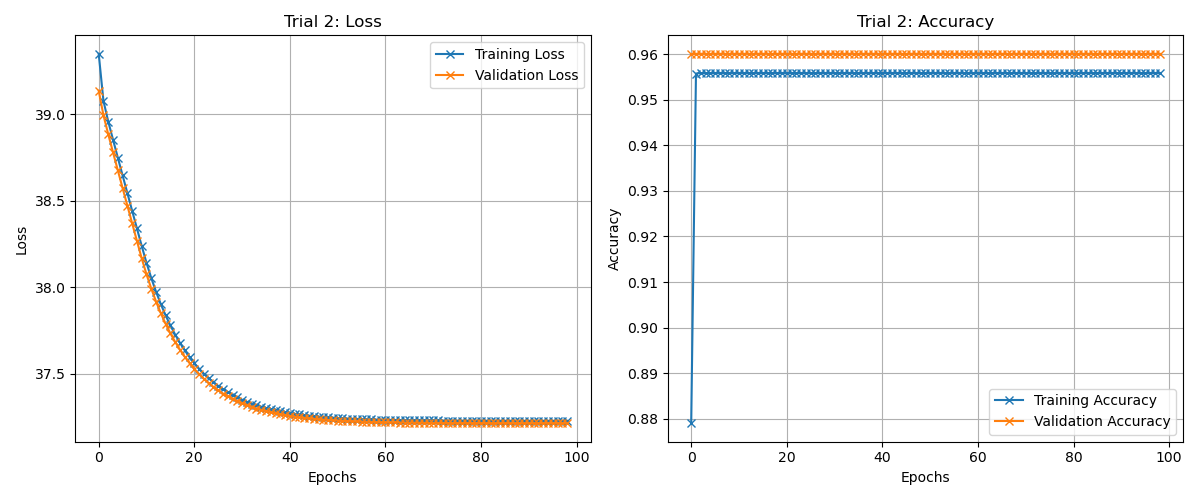 Trial 2: Loss
Training Loss
Validation Loss
39.0
38.5
38.0
37.5
Loss
0 20 40 60 80 100
Epochs
Trial 2: Accuracy
0.96
0.95
0.94
0.93
0.92
0.91
0.90
0.89
0.88
Accuracy
Training Accuracy
Validation Accuracy
0 20 40 60 80 100
Epochs